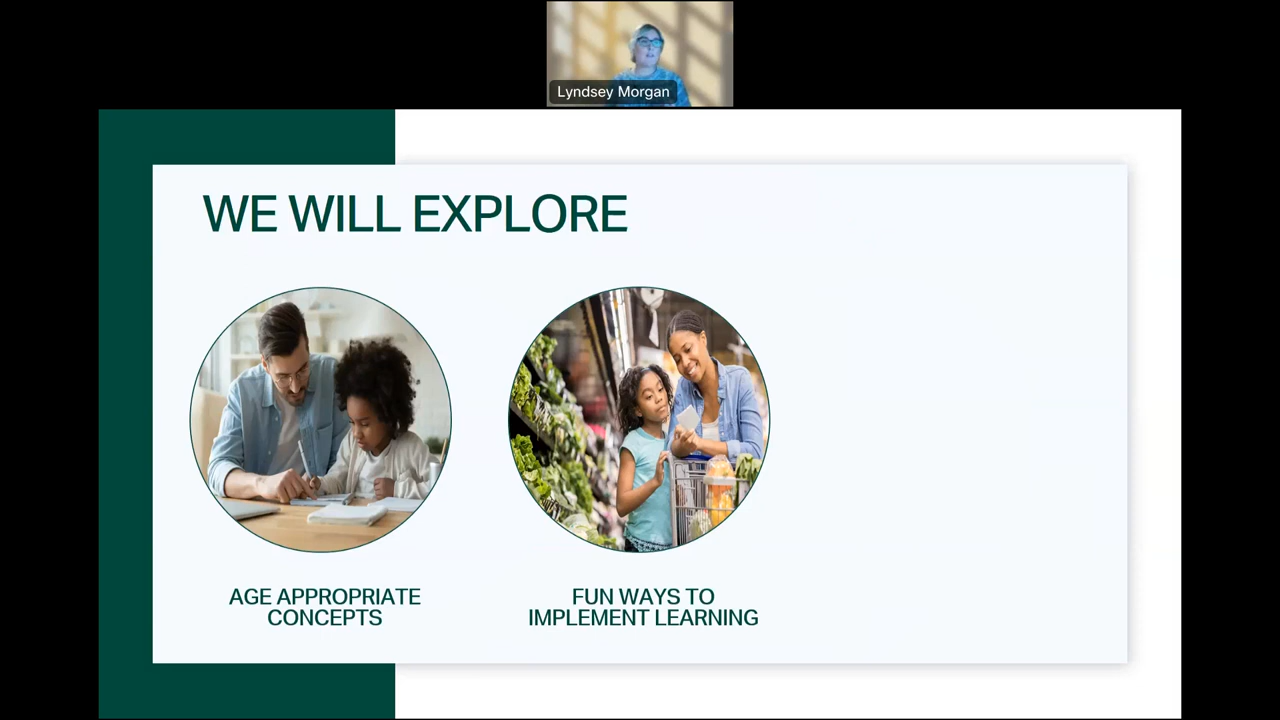 Lyndsey Morgan
WE WILL EXPLORE
AGE APPROPRIATE
CONCEPTS
FUN WAYS TO
IMPLEMENT LEARNING